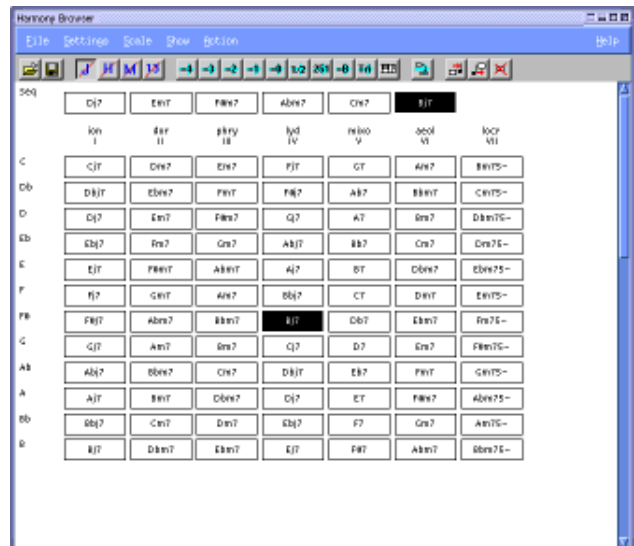 Harmony Browser
File Settings Scale Show Action Help
J H M
seq Dj7 Em7 F#m7 Abm7 Cm7 Bj7
ion dor phry lyd mixo aeol locr
I II III IV V VI VII
C Cj7 Dm7 Em7 Fj7 G7 Am7 Bm75-
Db Dbj7 Ebm7 Fm7 F#j7 Ab7 Bbm7 Cm75-
D Dj7 Em7 F#m7 Gj7 A7 Bm7 Dbm75-
Eb Ebj7 Fm7 Gm7 Abj7 Bb7 Cm7 Dm75-
E Ej7 F#m7 Abm7 Aj7 B7 Dbm7 Ebm75-
F Fj7 Gm7 Am7 Bbj7 C7 Dm7 Em75-
F# F#j7 Abm7 Bbm7 Bj7 Db7 Ebm7 Fm75-
G Gj7 Am7 Bm7 Cj7 D7 Em7 F#m75-
Ab Abj7 Bbm7 Cm7 Dbj7 Eb7 Fm7 Gm75-
A Aj7 Bm7 Dbm7 Dj7 E7 F#m7 Abm75-
Bb Bbj7 Cm7 Dm7 Ebj7 F7 Gm7 Am75-
B Bj7 Dbm7 Ebm7 Ej7 F#7 Abm7 Bbm75-